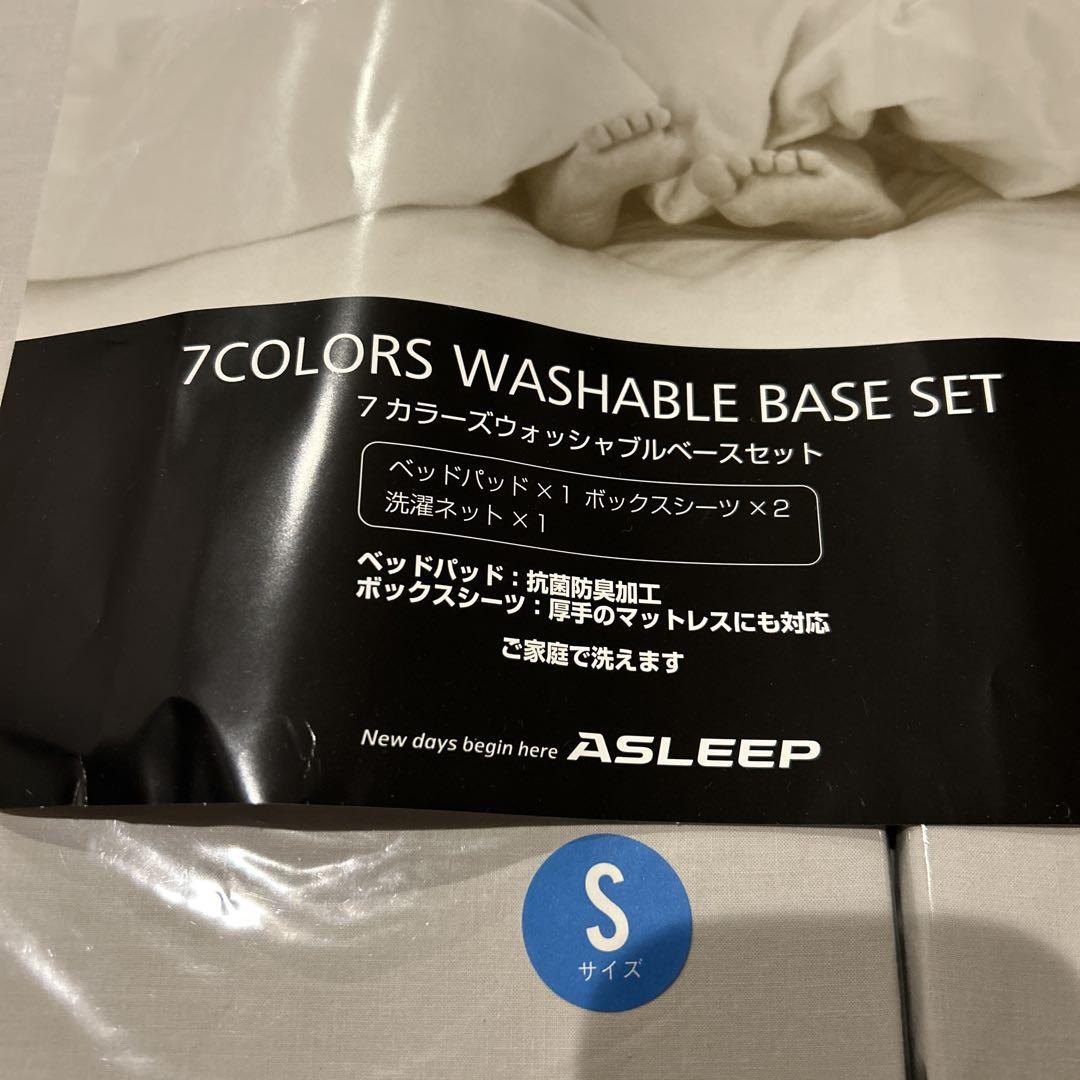 7COLORS WASHABLE BASE SET
7カラーズウォッシャブルベースセット
ベッドパッド×1 ボックスシーツ×2
洗濯ネット×1
ベッドパッド：抗菌防臭加工
ボックスシーツ：厚手のマットレスにも対応
ご家庭で洗えます
New days begin here ASLEEP
S
サイズ